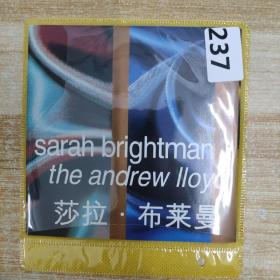 237
sarah brightman
the andrew lloyd
莎拉·布莱曼